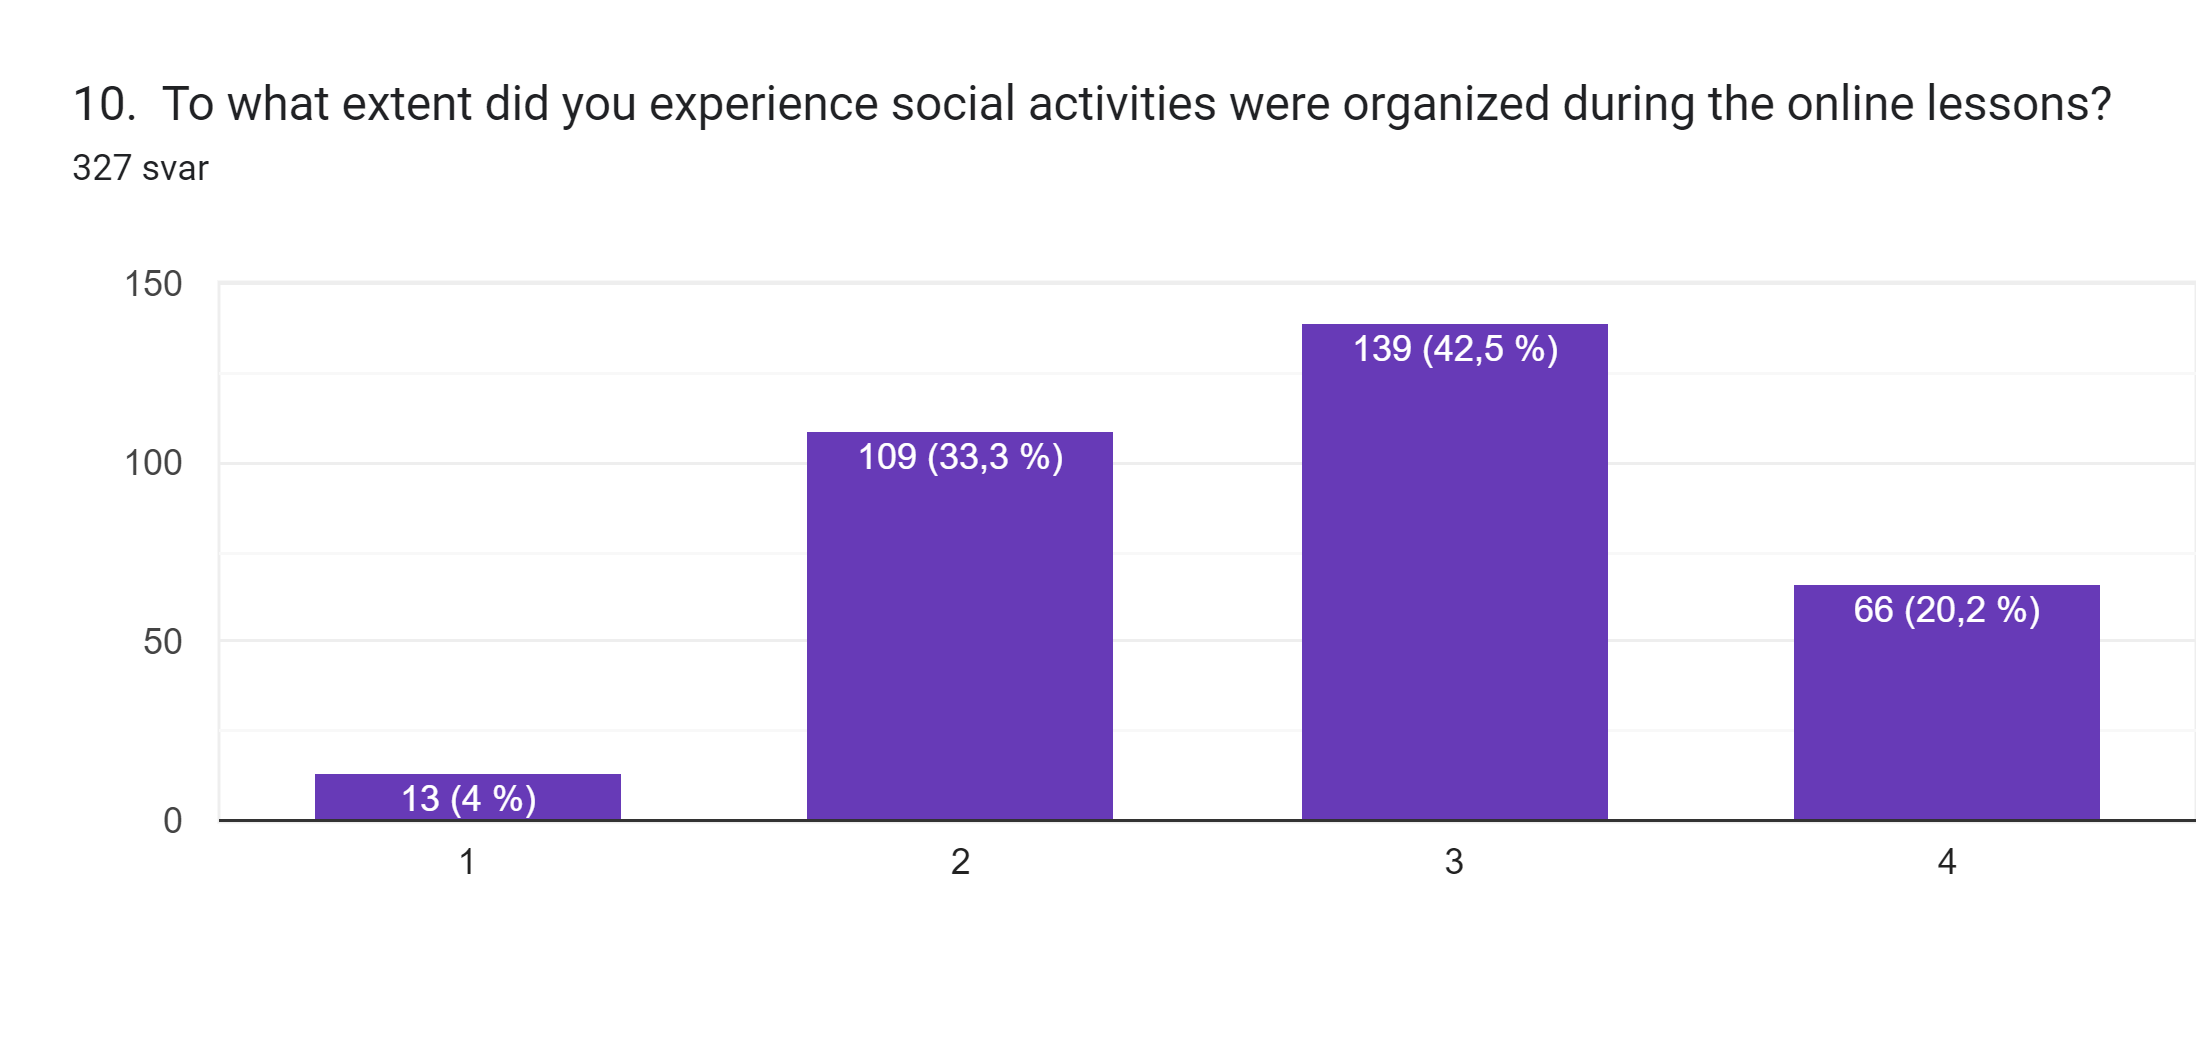 10.  To what extent did you experience social activities were organized during the online lessons?
327 svar
150
100
50
0
13 (4 %)
109 (33,3 %)
139 (42,5 %)
66 (20,2 %)
1
2
3
4